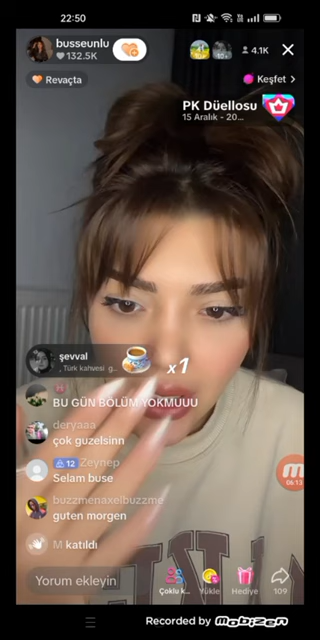 22:50
busseunlu
132.5K
4.1K
Revaçta
Keşfet
PK Düellosu
15 Aralık - 20...
şevval
, Türk kahvesi g...
x1
BU GÜN BÖLÜM YOKMUUU
deryaaa
çok guzelsinn
12 Zeynep
Selam buse
buzzmenaxelbuzzme
guten morgen
M katıldı
06:13
Yorum ekleyin
Çoklu k...
Yükle
Hediye
109
Recorded by Mobizen